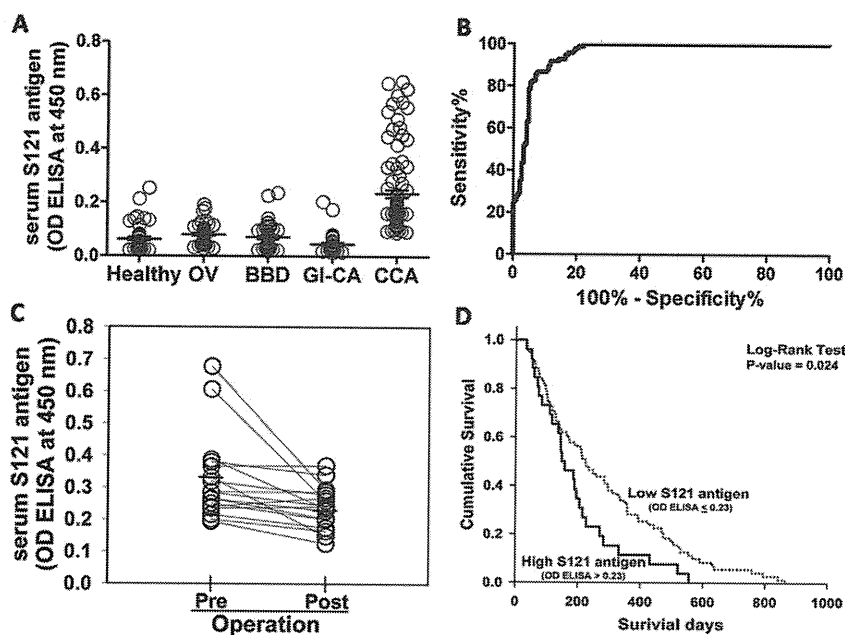 A
serum S121 antigen
(OD ELISA at 450 nm)
0.8
0.6
0.4
0.2
0.0
Healthy OV BBD GI-CA CCA
B
Sensitivity%
100
80
60
40
20
0
0 20 40 60 80 100
100% - Specificity%
C
serum S121 antigen
(OD ELISA at 450 nm)
0.8
0.7
0.6
0.5
0.4
0.3
0.2
0.1
0.0
Pre Post
Operation
D
Cumulative Survival
1.0
0.8
0.6
0.4
0.2
0.0
Log-Rank Test
P-value = 0.024
Low S121 antigen
(OD ELISA ≤ 0.23)
High S121 antigen
(OD ELISA > 0.23)
0 200 400 600 800 1000
Surivial days